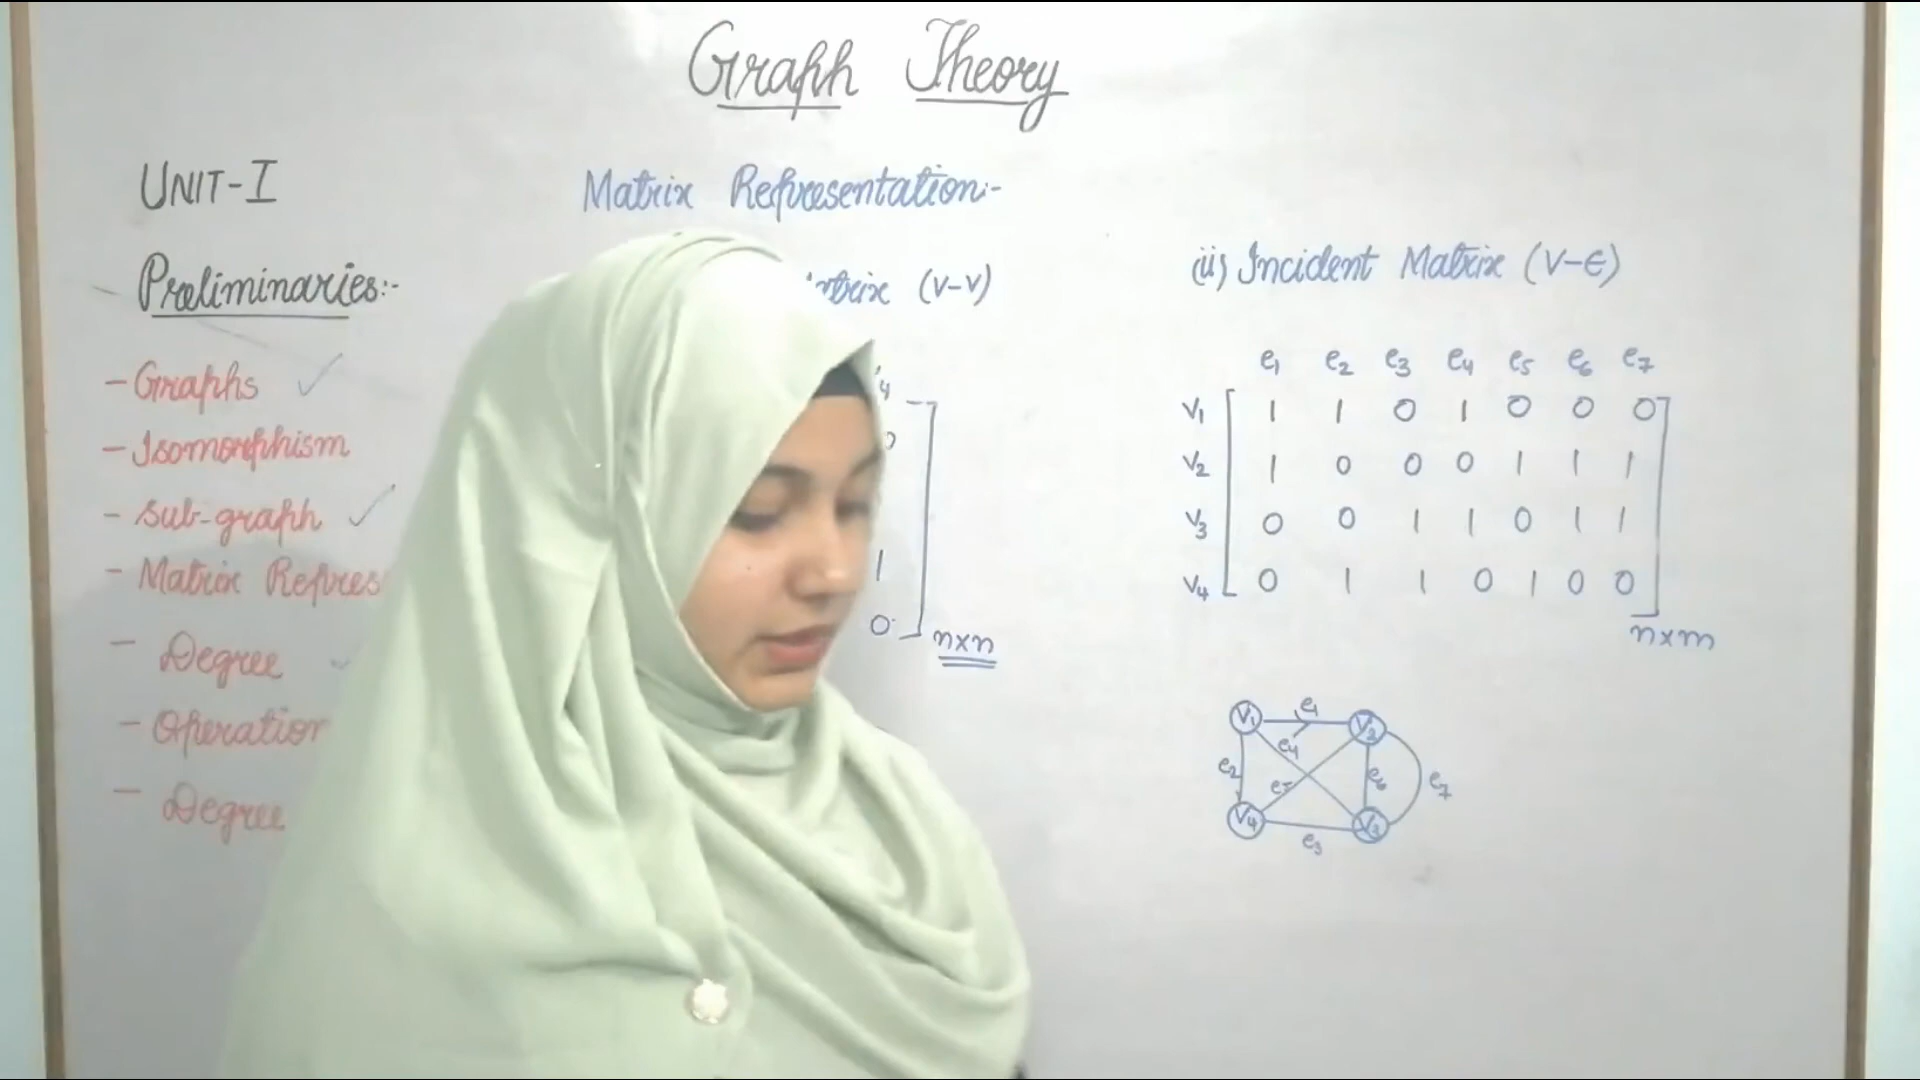 Graph Theory
UNIT-I
Preliminaries:-
- Graphs ✓
- Isomorphism
- Sub-graph ✓
- Matrix Repres
- Degree ✓
- Operation
- Degree
Matrix Representation:-
(V-V)
1
0
n×n
(ii) Incident Matrix (V-E)
e1 e2 e3 e4 e5 e6 e7
V1 1 1 0 1 0 0 0
V2 1 0 0 0 1 1 1
V3 0 0 1 1 0 1 1
V4 0 1 1 0 1 0 0
n×m
V1 e1 V2
e4
e2 e5 e6 e7
V4 V3
e3